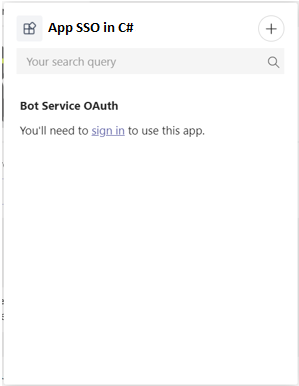 App SSO in C#
Your search query
Bot Service OAuth
You'll need to sign in to use this app.